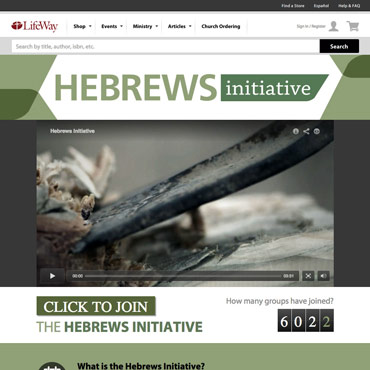 Find a Store Español Help & FAQ
LifeWay Shop Events Ministry Articles Church Ordering Sign In / Register
Search by title, author, isbn, etc. Search
HEBREWS initiative
Hebrews Initiative
00:00 00:61
CLICK TO JOIN How many groups have joined?
THE HEBREWS INITIATIVE 6022
What is the Hebrews Initiative?